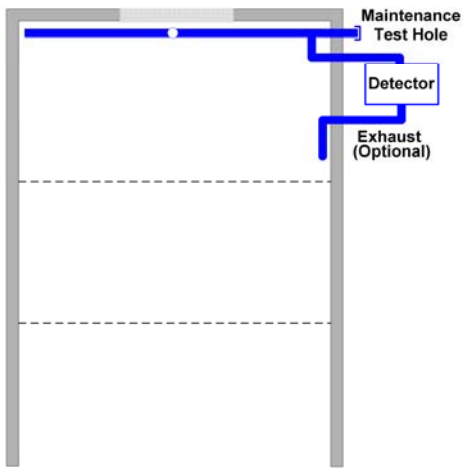 Maintenance
Test Hole
Detector
Exhaust
(Optional)